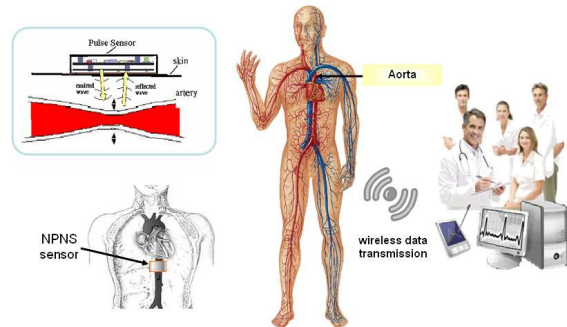 Pulse Sensor
skin
emitted
wave
reflected
wave
artery
Aorta
NPNS
sensor
wireless data
transmission